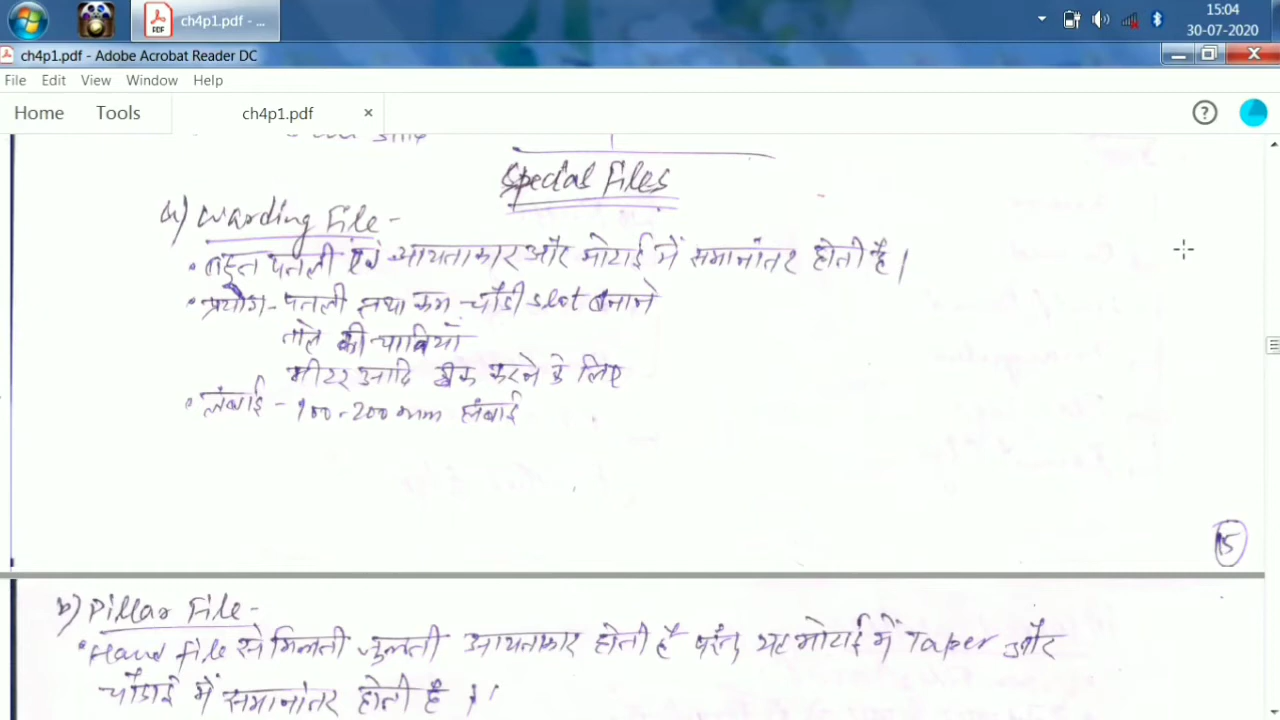 ch4p1.pdf - ...
15:04
30-07-2020
ch4p1.pdf - Adobe Acrobat Reader DC
File Edit View Window Help
Home Tools ch4p1.pdf
Special Files
a) Warding File -
• बहुत पतली एवं आयताकार और मोटाई में समानांतर होती है।
• प्रयोग - पतली तथा कम चौडी slot बनाने
ताले की चाबियों
मीटर आदि ठीक करने के लिए
• लंबाई - 100-200 mm लंबाई
15
b) Pillar File -
• Hand file से मिलती जुलती आयताकार होती है परंतु यह मोटाई में Taper और
चौडाई में समानांतर होती है।